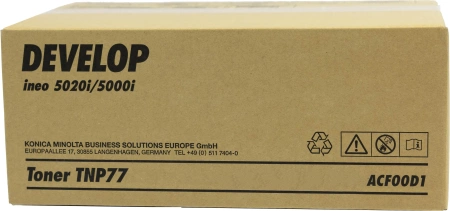 DEVELOP
ineo 5020i/5000i
KONICA MINOLTA BUSINESS SOLUTIONS EUROPE GmbH
EUROPAALLEE 17, 30855 LANGENHAGEN, GERMANY TEL +49 (0) 511 7404-0
Toner TNP77
ACF00D1